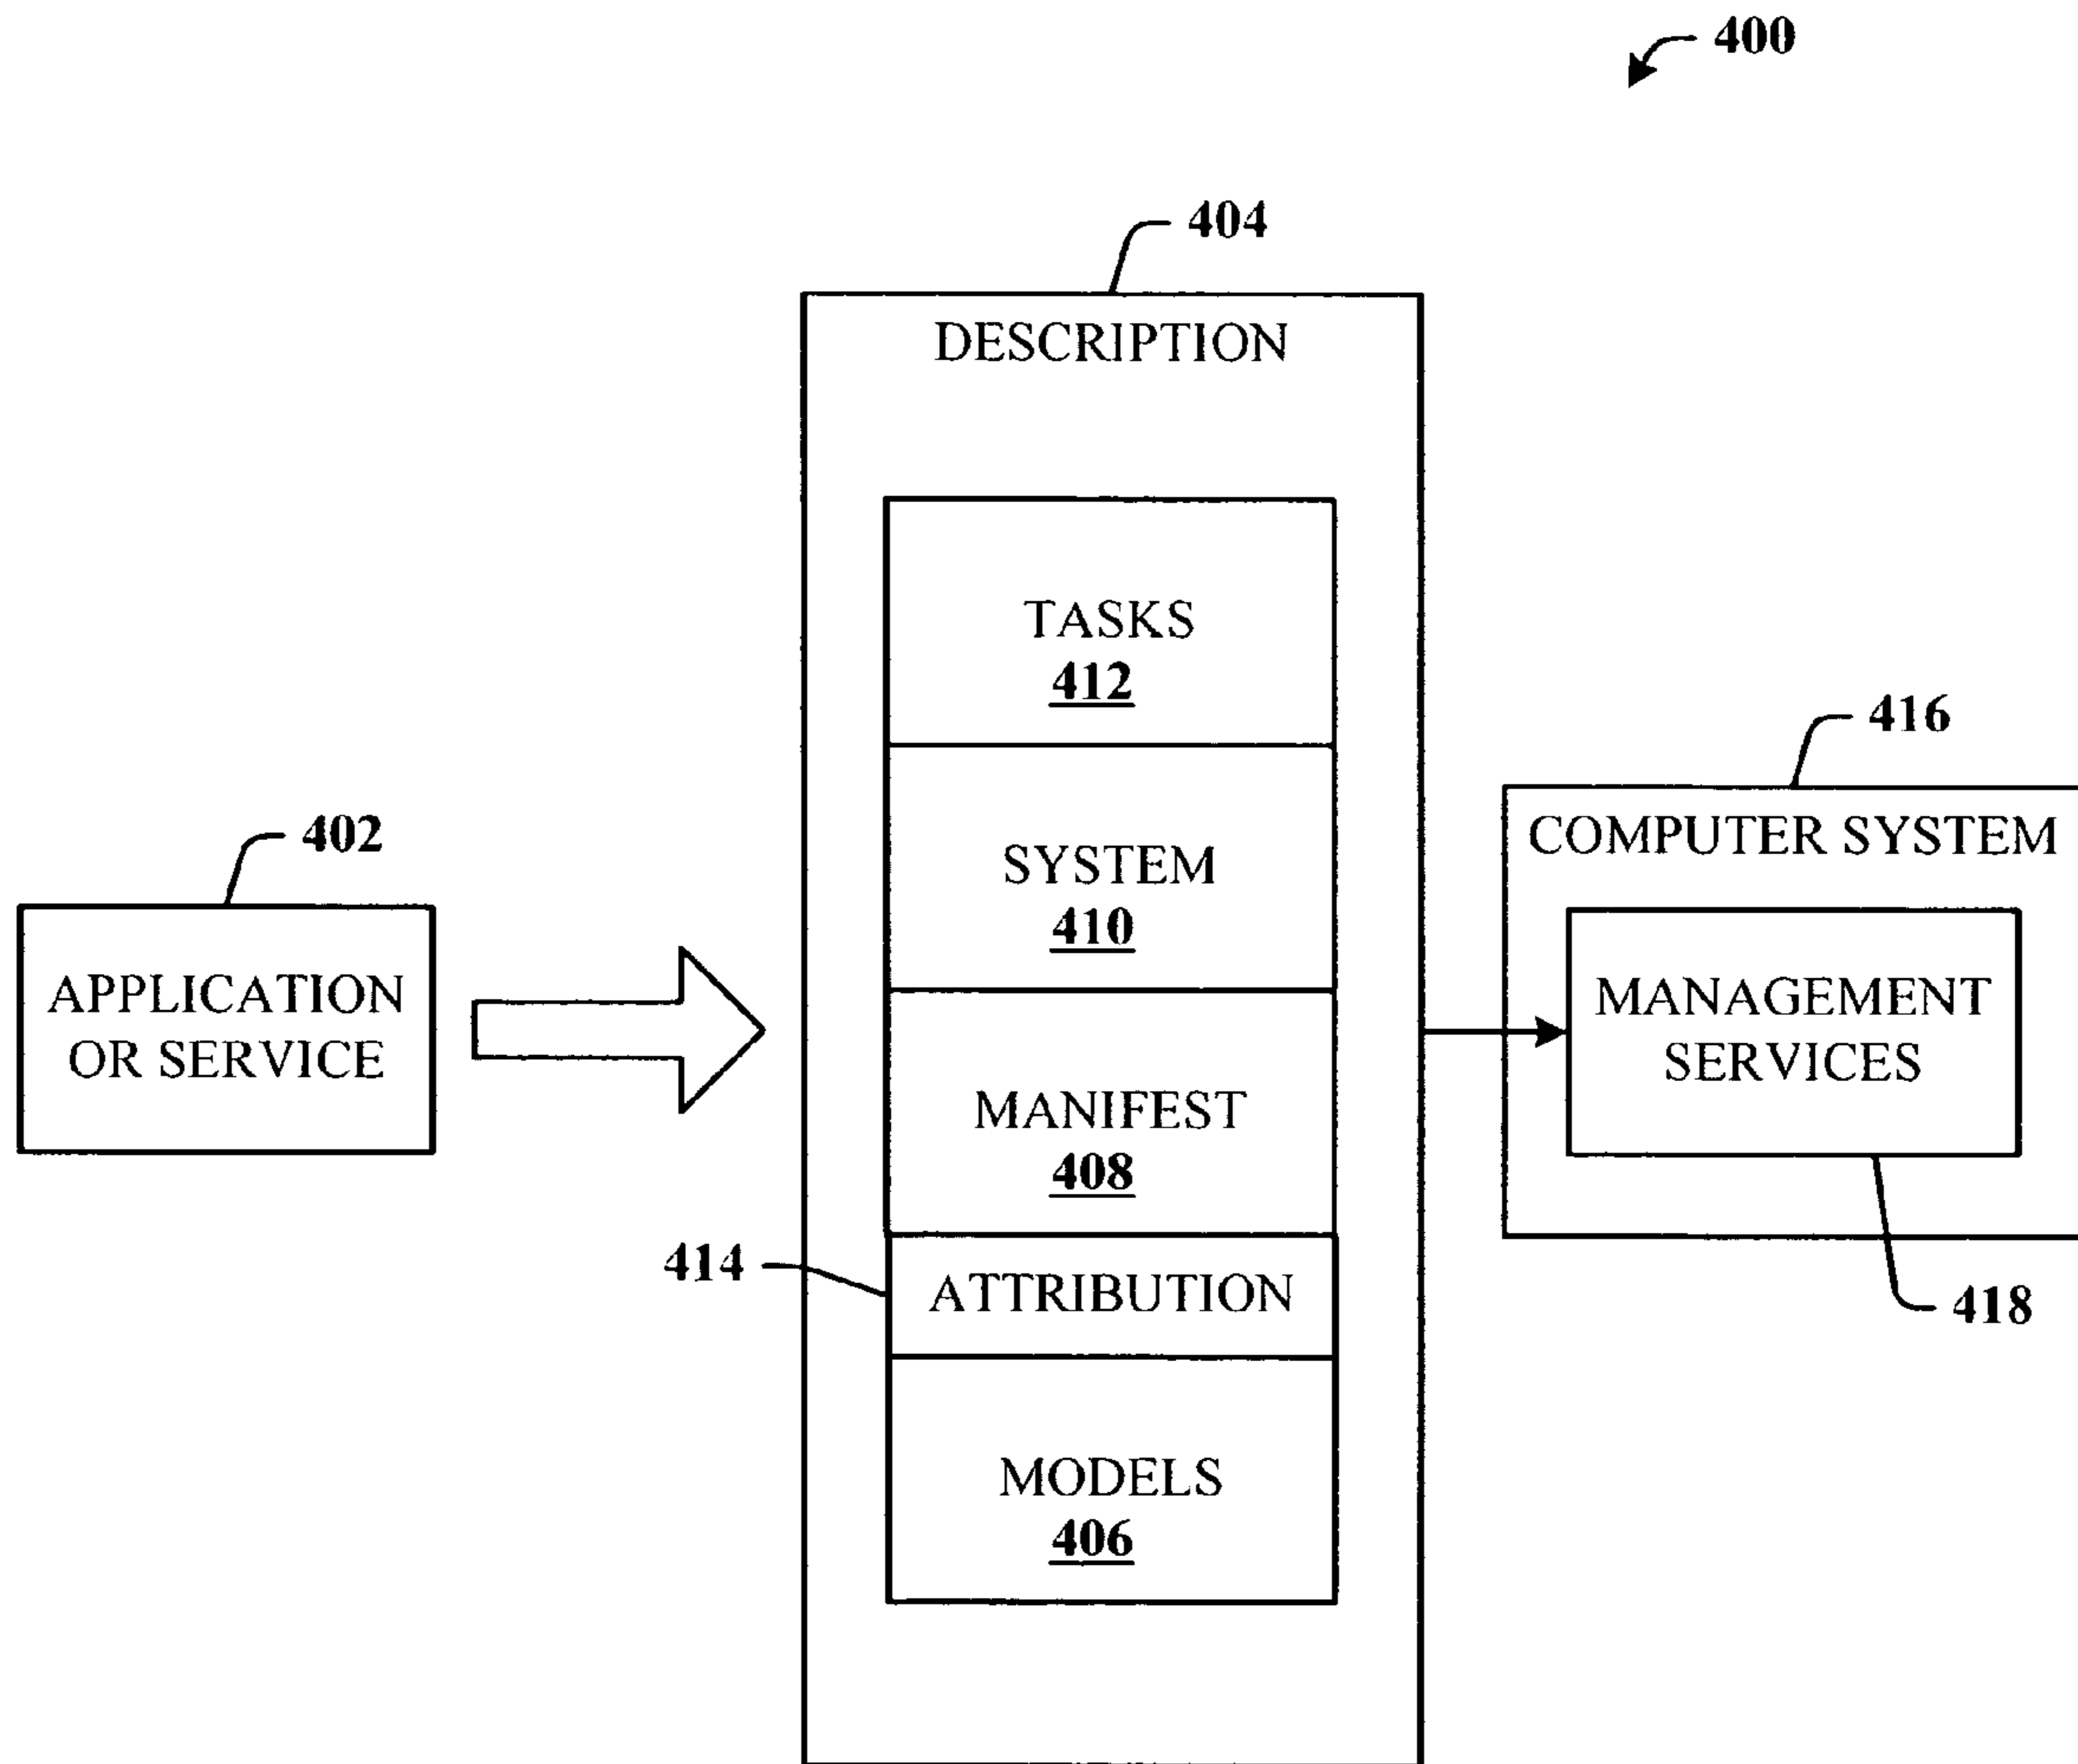 400
404
DESCRIPTION
TASKS
412
416
SYSTEM
410
COMPUTER SYSTEM
402
APPLICATION
OR SERVICE
MANAGEMENT
SERVICES
MANIFEST
408
414
ATTRIBUTION
418
MODELS
406